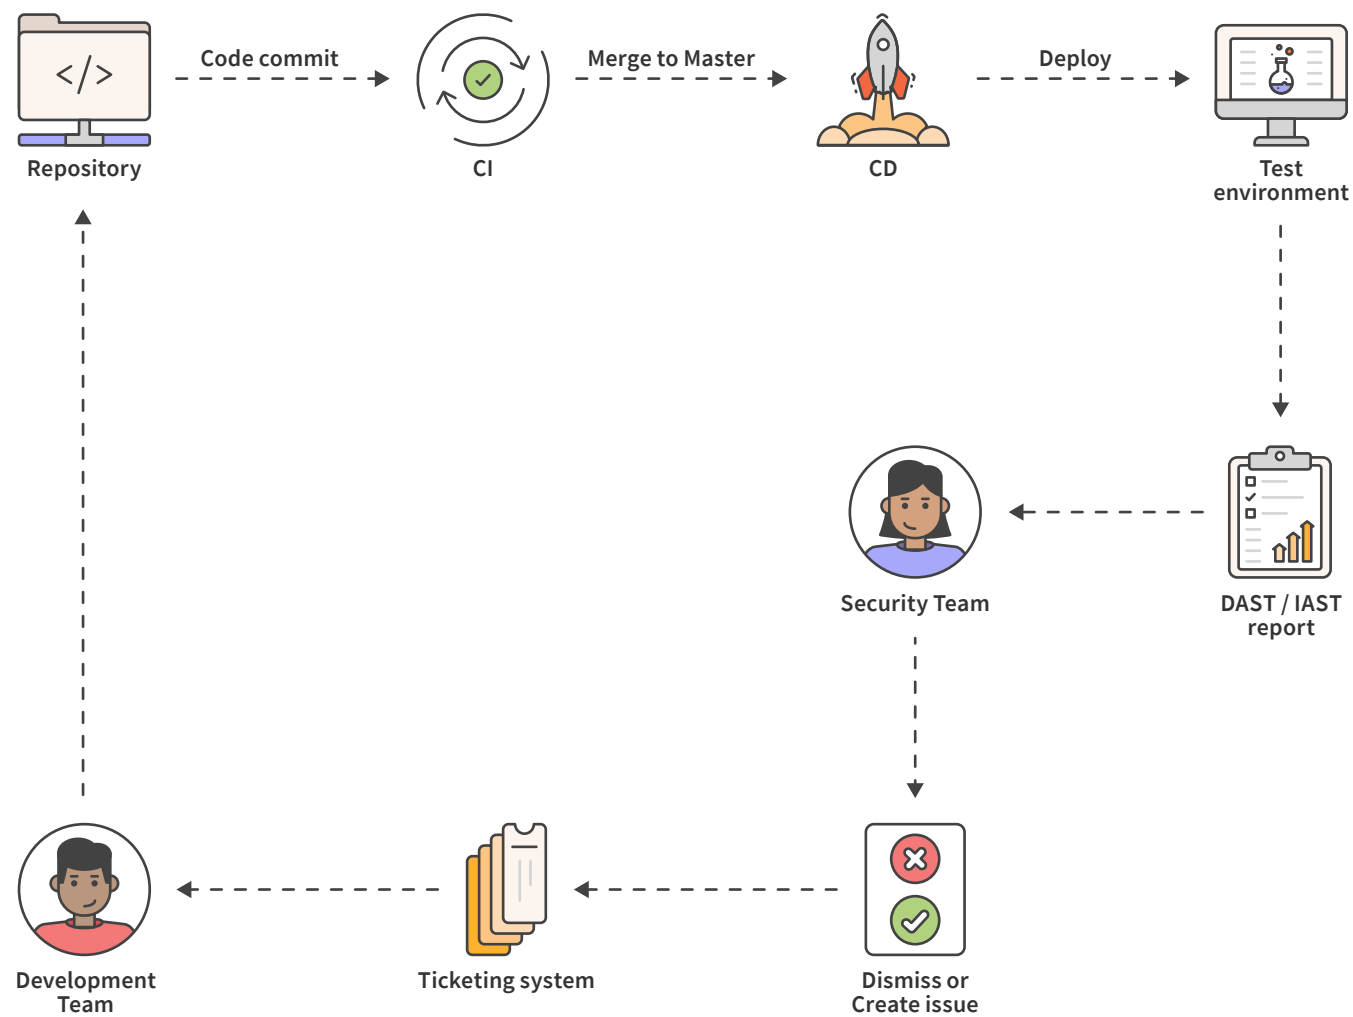 Code commit
Merge to Master
Deploy
</>
Repository
CI
CD
Test
environment
Security Team
DAST / IAST
report
Development
Team
Ticketing system
Dismiss or
Create issue